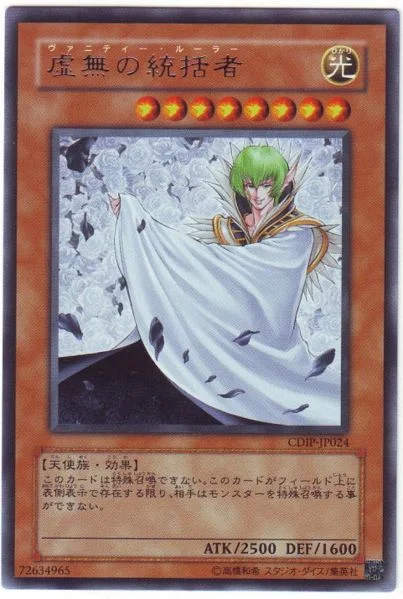 ヴァニティー・ルーラー
虚無の統括者
光
CDIP-JP024
【天使族・効果】
このカードは特殊召喚できない。このカードがフィールド上に
表側表示で存在する限り、相手はモンスターを特殊召喚する事
ができない。
ATK/2500 DEF/1600
72634965
©高橋和希 スタジオ・ダイス/集英社